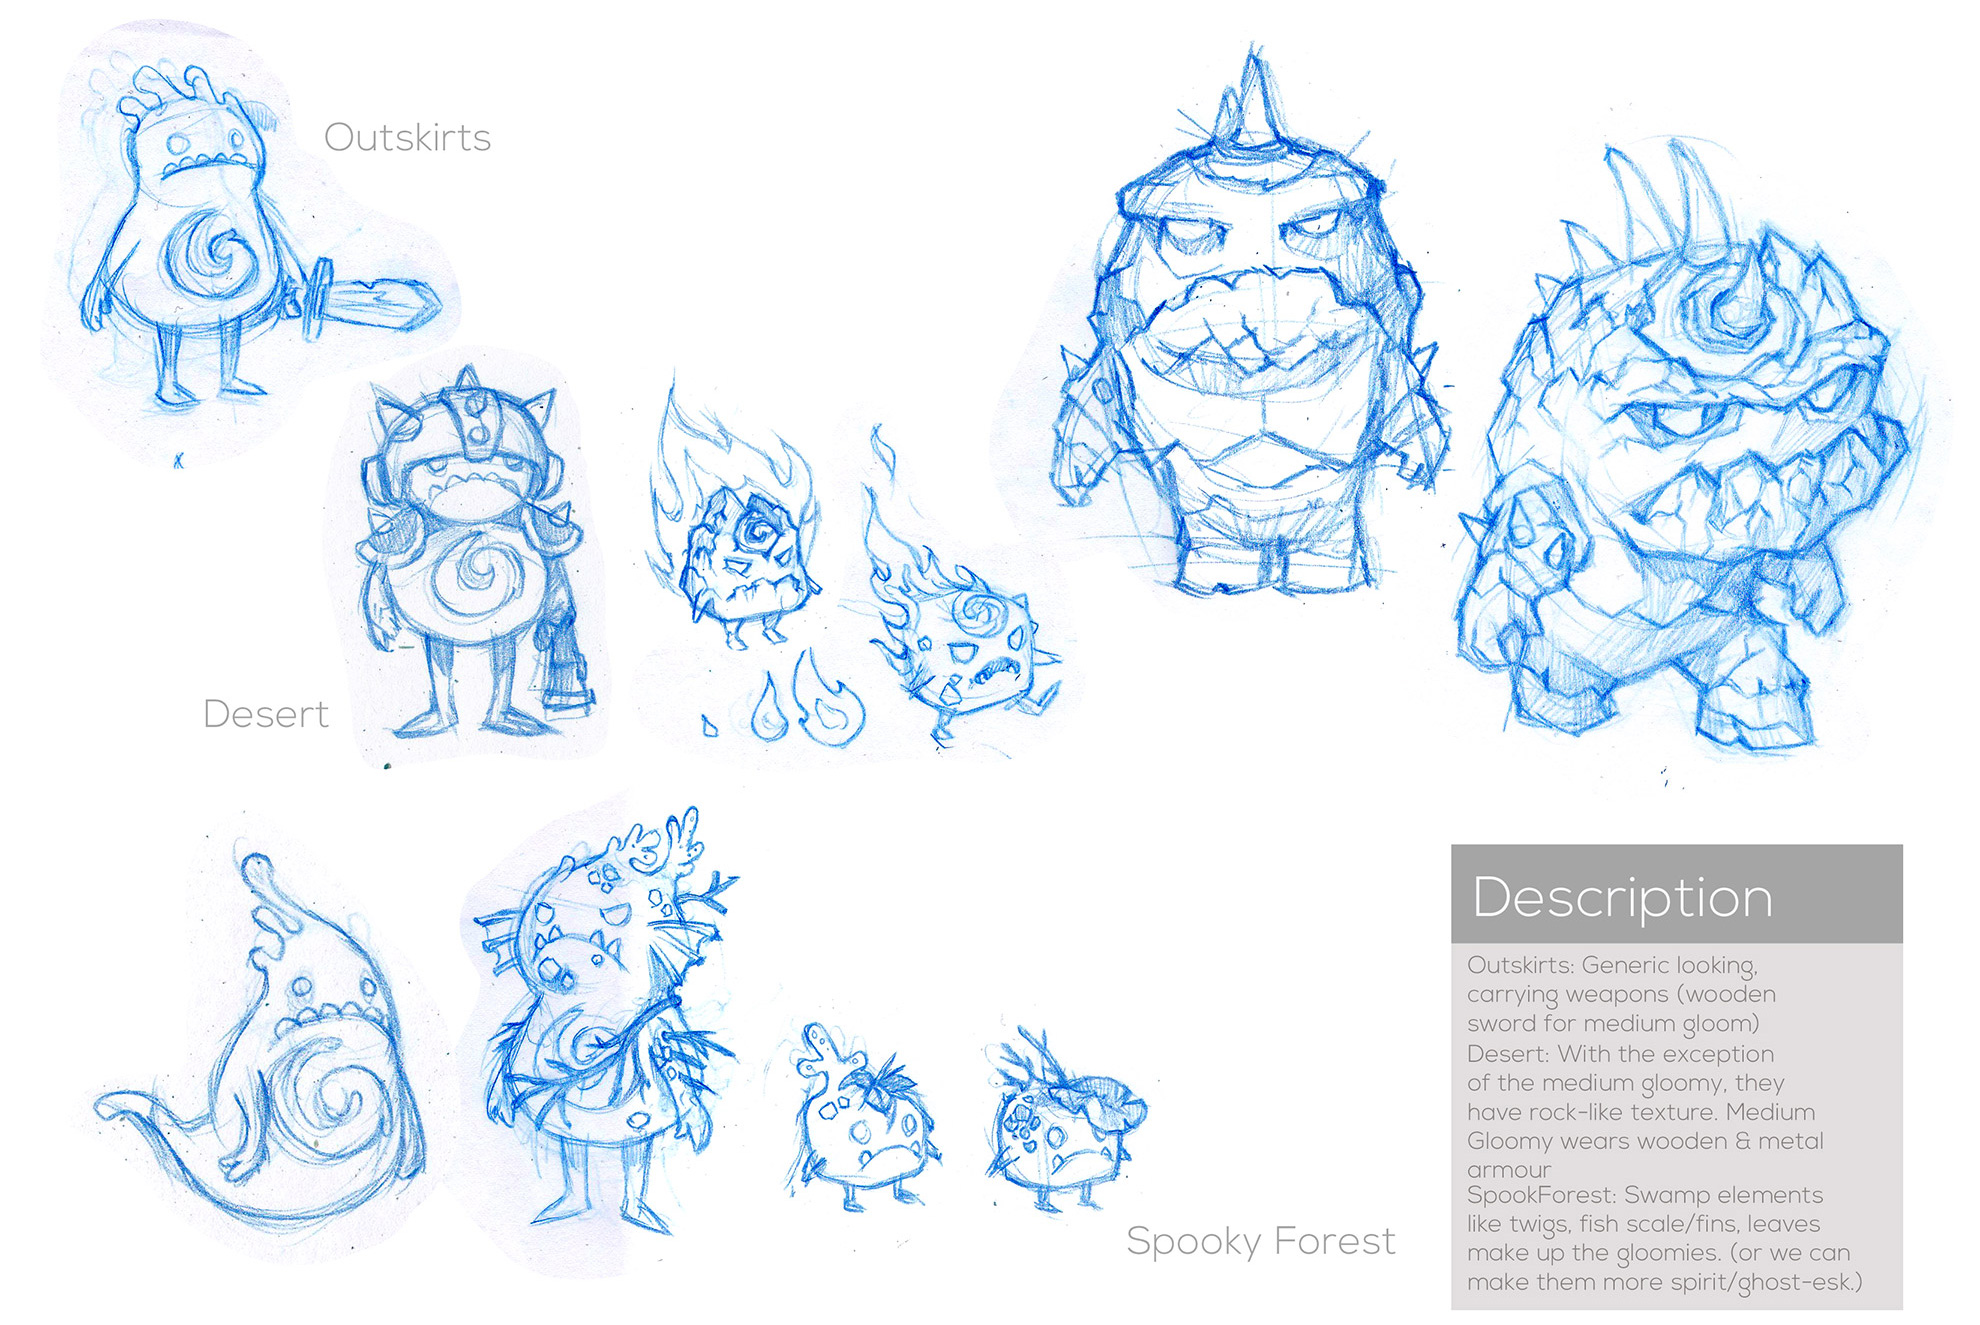 Outskirts
Desert
Spooky Forest
Description
Outskirts: Generic looking,
carrying weapons (wooden
sword for medium gloom)
Desert: With the exception
of the medium gloomy, they
have rock-like texture. Medium
Gloomy wears wooden & metal
armour
SpookForest: Swamp elements
like twigs, fish scale/fins, leaves
make up the gloomies. (or we can
make them more spirit/ghost-esk.)